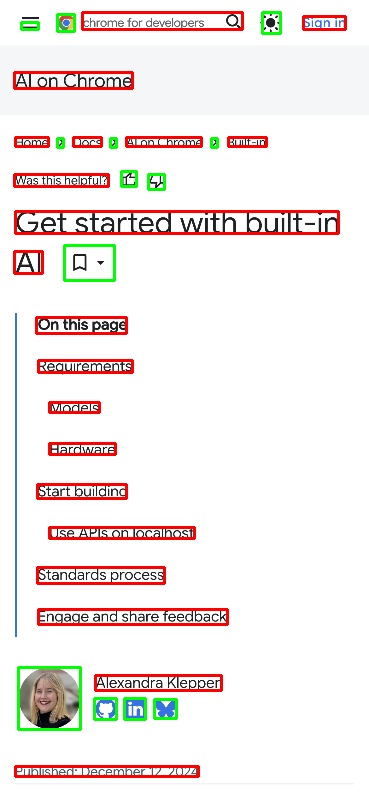 chrome for developers
Sign in
AI on Chrome
Home > Docs > AI on Chrome > Built-in
Was this helpful?
Get started with built-in
AI
On this page
Requirements
Models
Hardware
Start building
Use APIs on localhost
Standards process
Engage and share feedback
Alexandra Klepper
in
Published: December 12, 2024